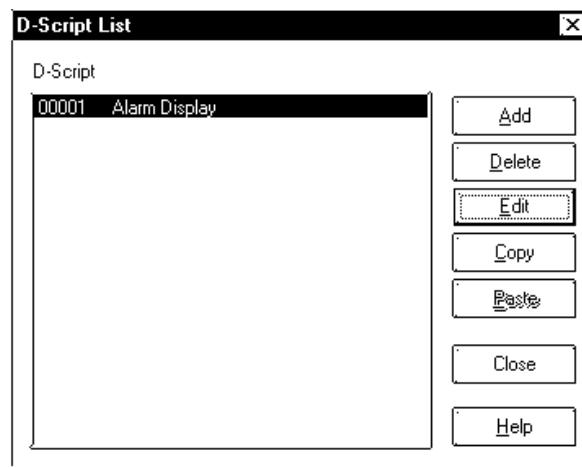 D-Script List
D-Script
00001 Alarm Display
Add
Delete
Edit
Copy
Paste
Close
Help